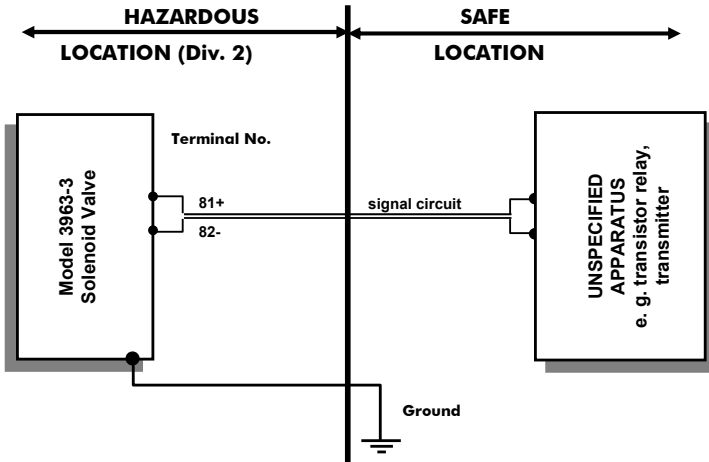 HAZARDOUS
LOCATION (Div. 2)
SAFE
LOCATION
Terminal No.
Model 3963-3
Solenoid Valve
81+
82-
signal circuit
UNSPECIFIED
APPARATUS
e. g. transistor relay,
transmitter
Ground